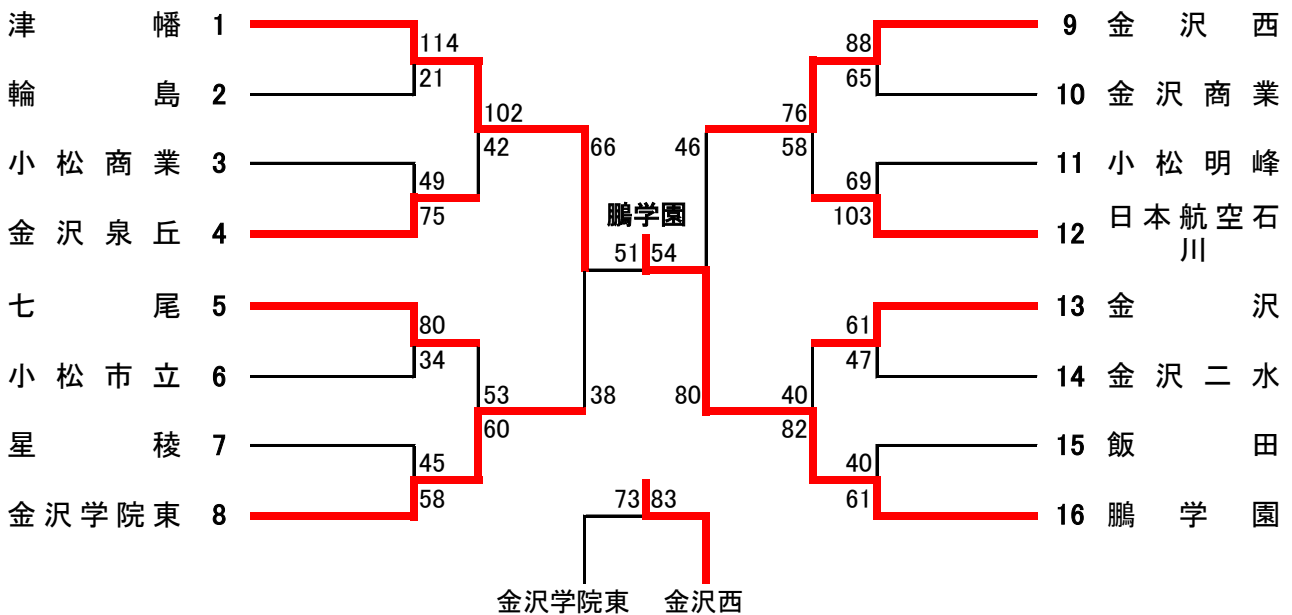 津幡 1
114
21
輪島 2
102
42
小松商業 3
49
75
金沢泉丘 4
66
七尾 5
80
34
小松市立 6
53
60
38
星稜 7
45
58
金沢学院東 8
鵬学園
51 54
73 83
金沢学院東 金沢西
9 金沢西
88
65
10 金沢商業
76
58
11 小松明峰
69
103
12 日本航空石
川
46
13 金沢
61
47
14 金沢二水
80
40
82
15 飯田
40
61
16 鵬学園